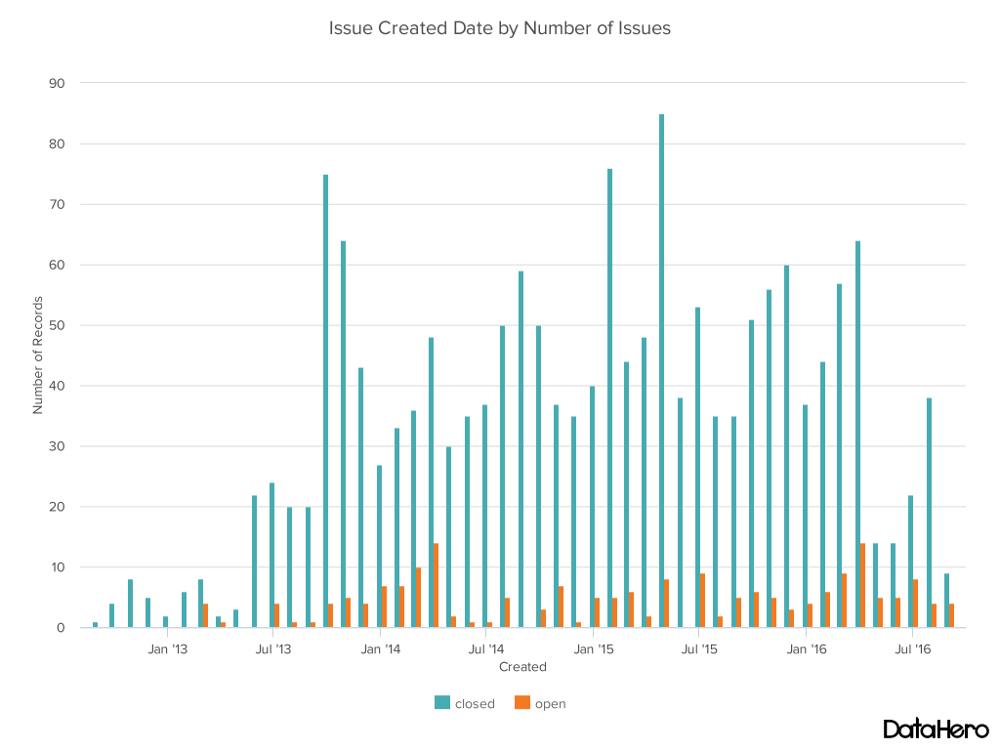 Issue Created Date by Number of Issues
90
80
70
60
50
40
30
20
10
0
Number of Records
Jan '13 Jul '13 Jan '14 Jul '14 Jan '15 Jul '15 Jan '16 Jul '16
Created
closed open
DataHero